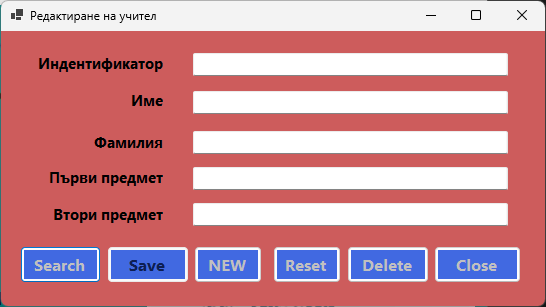 Редактиране на учител
Индентификатор
Име
Фамилия
Първи предмет
Втори предмет
Search Save NEW Reset Delete Close